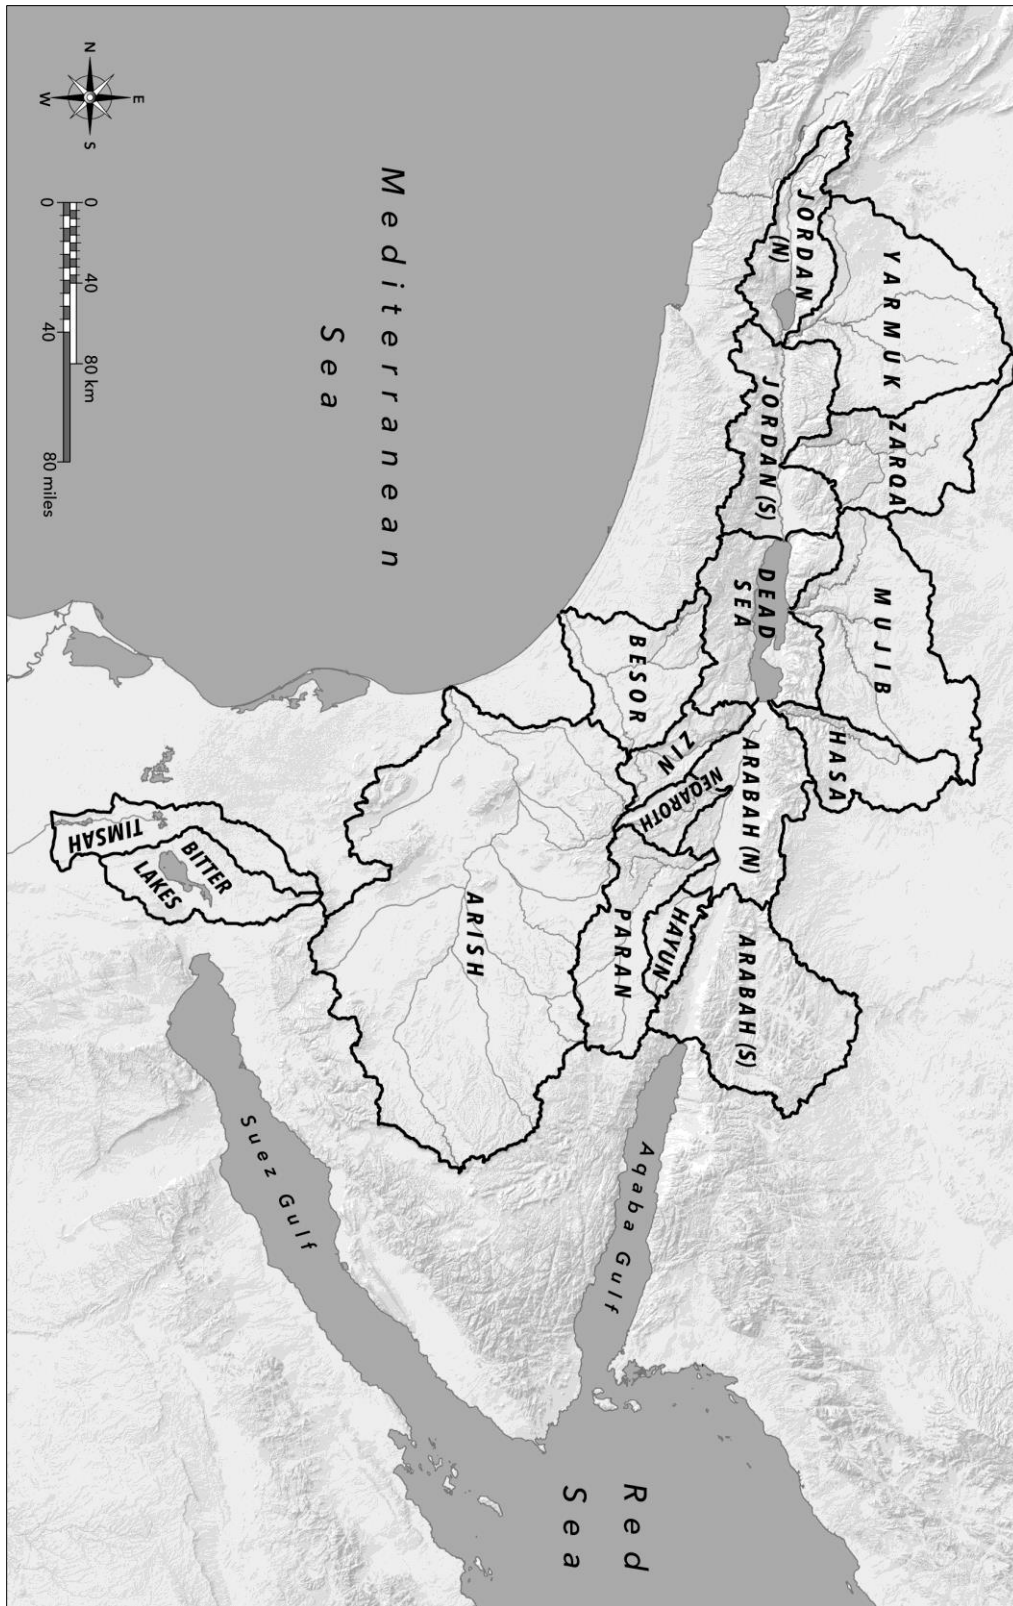 N
W
E
S
0
40
80 km
0
40
80 miles
Mediterranean
Sea
JORDAN
(N)
YARMUK
JORDAN (S)
ZARQA
DEAD
SEA
MUJIB
HASA
BESOR
ZIN
NEQAROTH
ARABAH (N)
ARISH
PARAN
HAYUN
ARABAH (S)
TIMSAH
BITTER
LAKES
Suez Gulf
Aqaba Gulf
Red
Sea